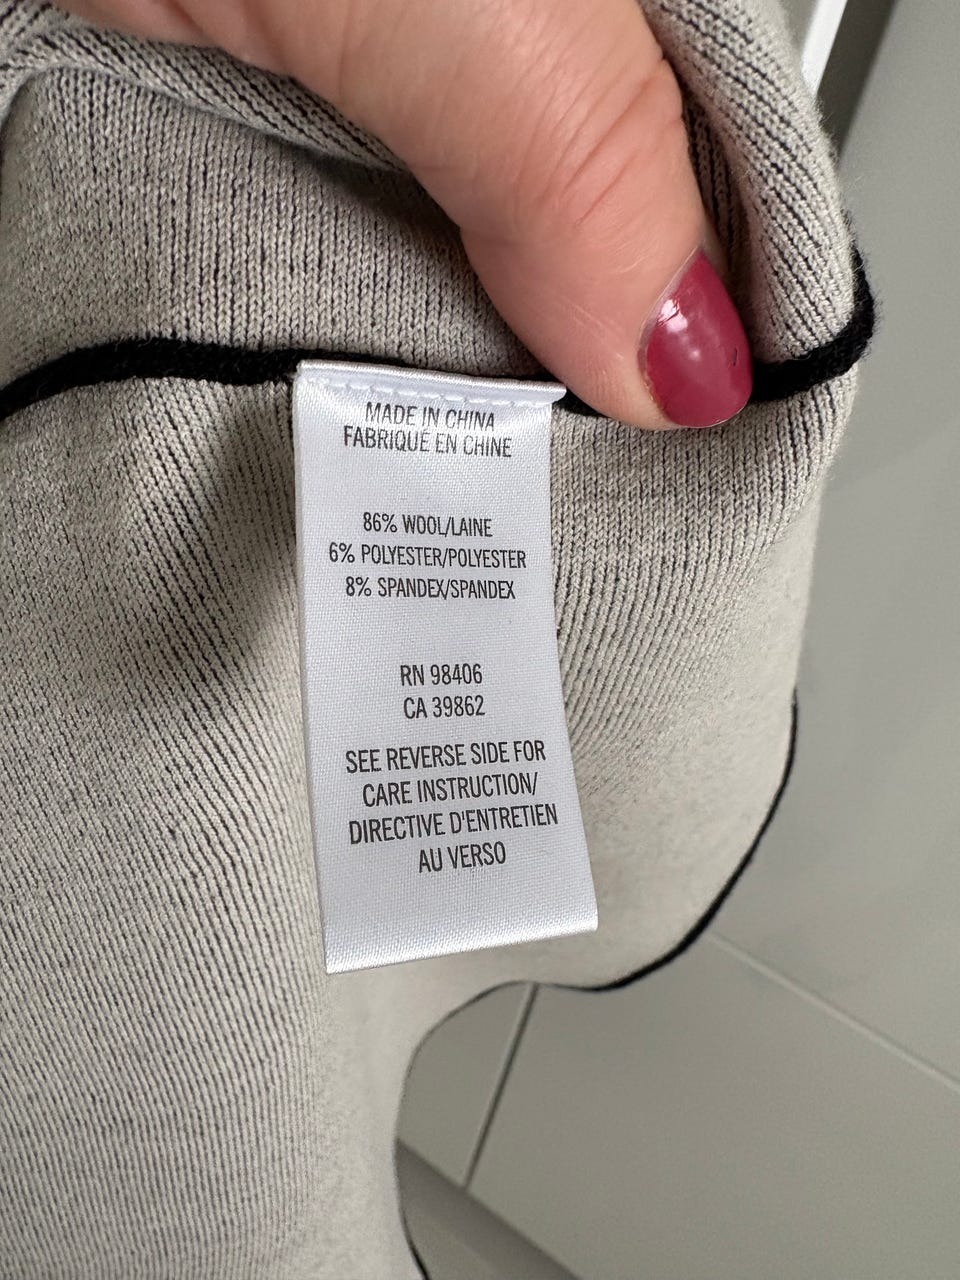 MADE IN CHINA
FABRIQUÉ EN CHINE
86% WOOL/LAINE
6% POLYESTER/POLYESTER
8% SPANDEX/SPANDEX
RN 98406
CA 39862
SEE REVERSE SIDE FOR
CARE INSTRUCTION/
DIRECTIVE D'ENTRETIEN
AU VERSO